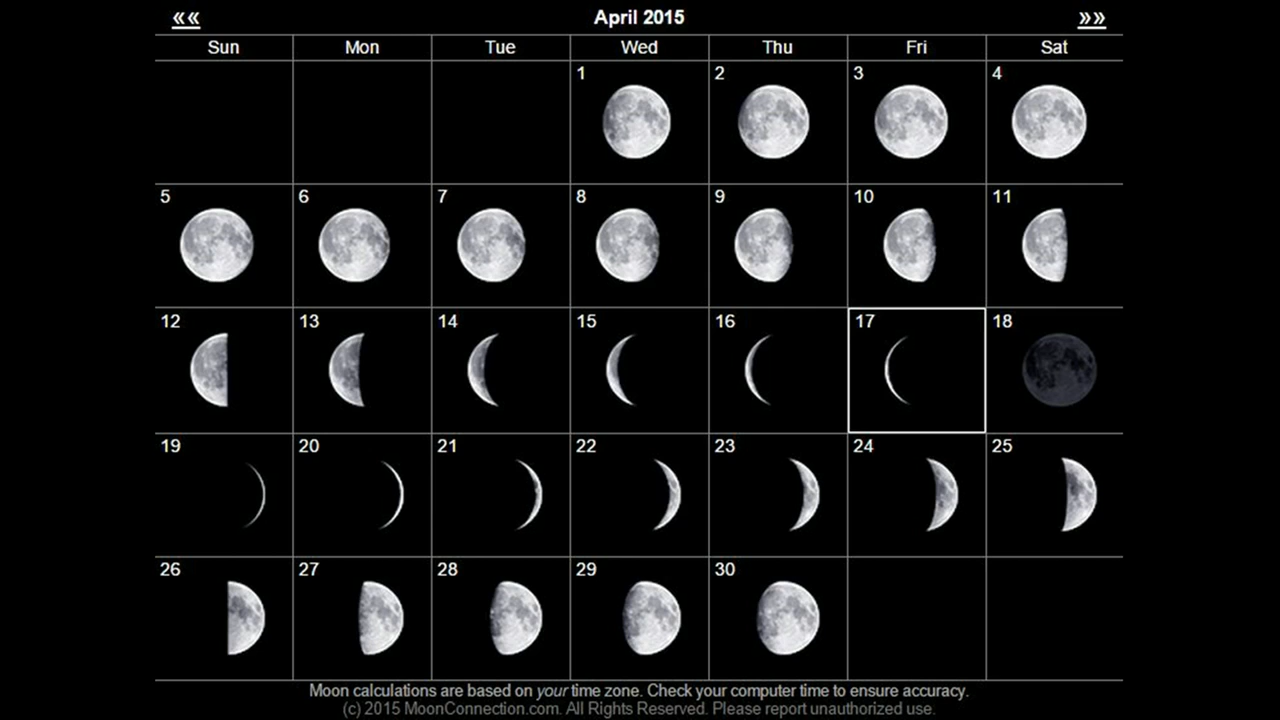 «« April 2015 »»
Sun Mon Tue Wed Thu Fri Sat
1 2 3 4
5 6 7 8 9 10 11
12 13 14 15 16 17 18
19 20 21 22 23 24 25
26 27 28 29 30
Moon calculations are based on your time zone. Check your computer time to ensure accuracy.
(c) 2015 MoonConnection.com. All Rights Reserved. Please report unauthorized use.